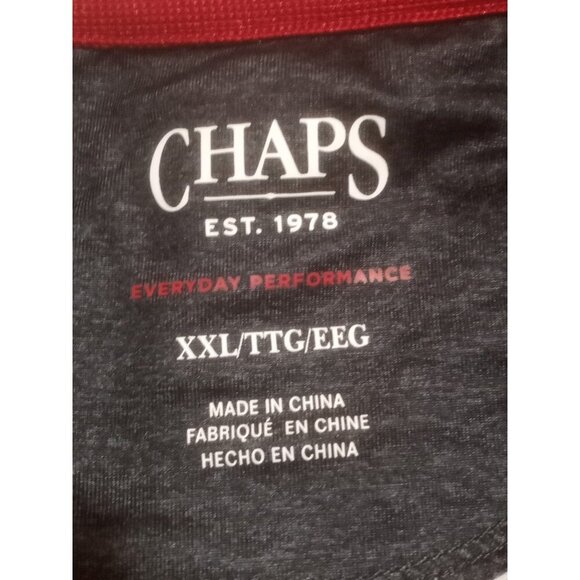 CHAPS
EST. 1978
EVERYDAY PERFORMANCE
XXL/TTG/EEG
MADE IN CHINA
FABRIQUÉ EN CHINE
HECHO EN CHINA